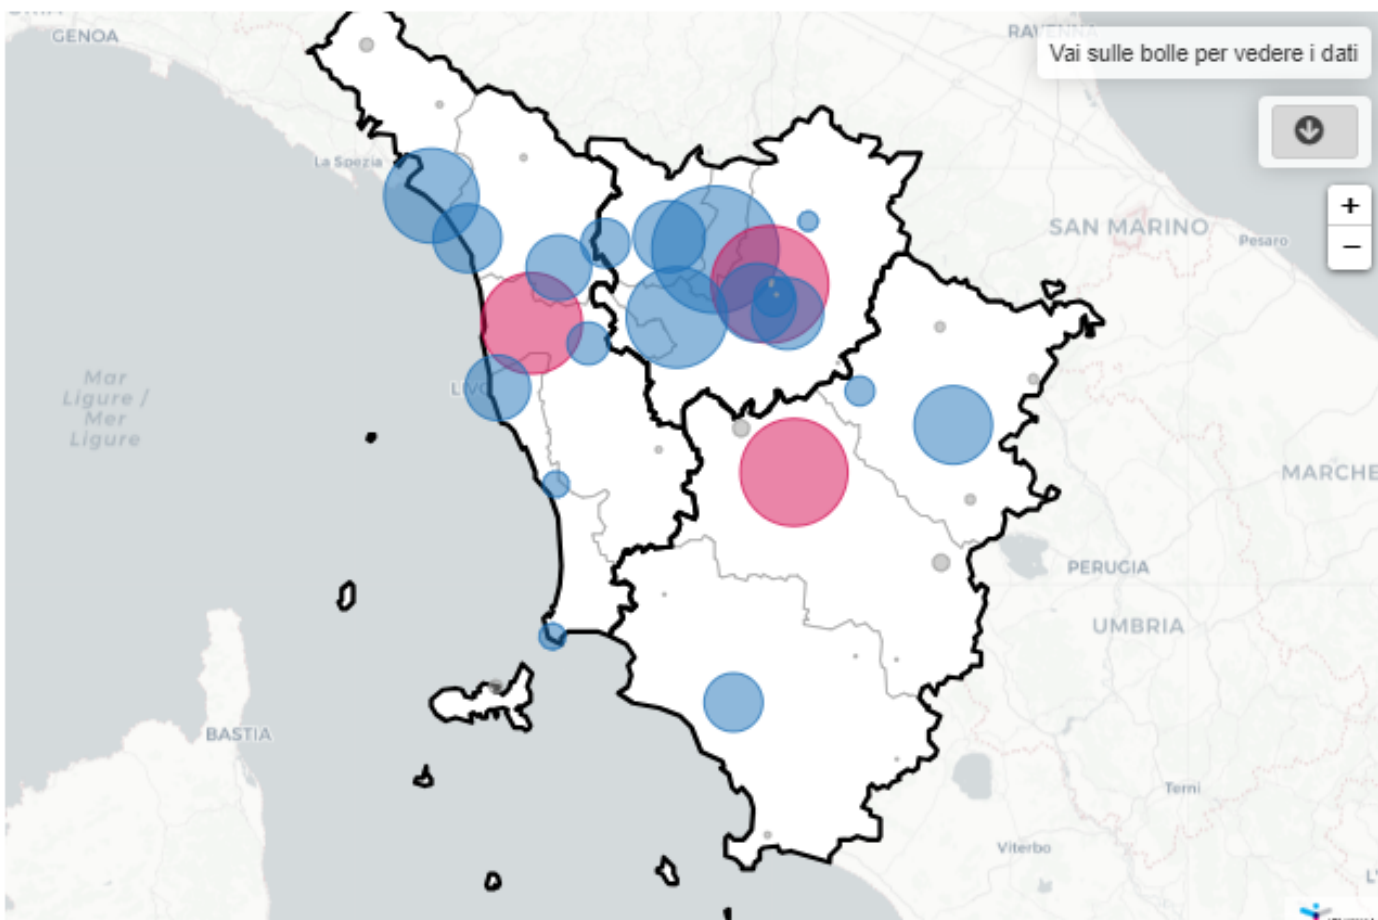 GENOA
RAVENNA
Vai sulle bolle per vedere i dati
La Spezia
+
−
SAN MARINO
Pesaro
Mar
Ligure /
Mer
Ligure
MARCHE
PERUGIA
UMBRIA
BASTIA
Terni
Viterbo